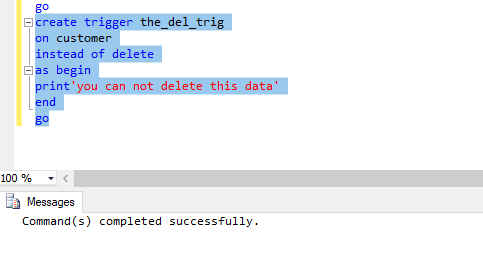 go
create trigger the_del_trig
on customer
instead of delete
as begin
print'you can not delete this data'
end
go
100 %
Messages
Command(s) completed successfully.